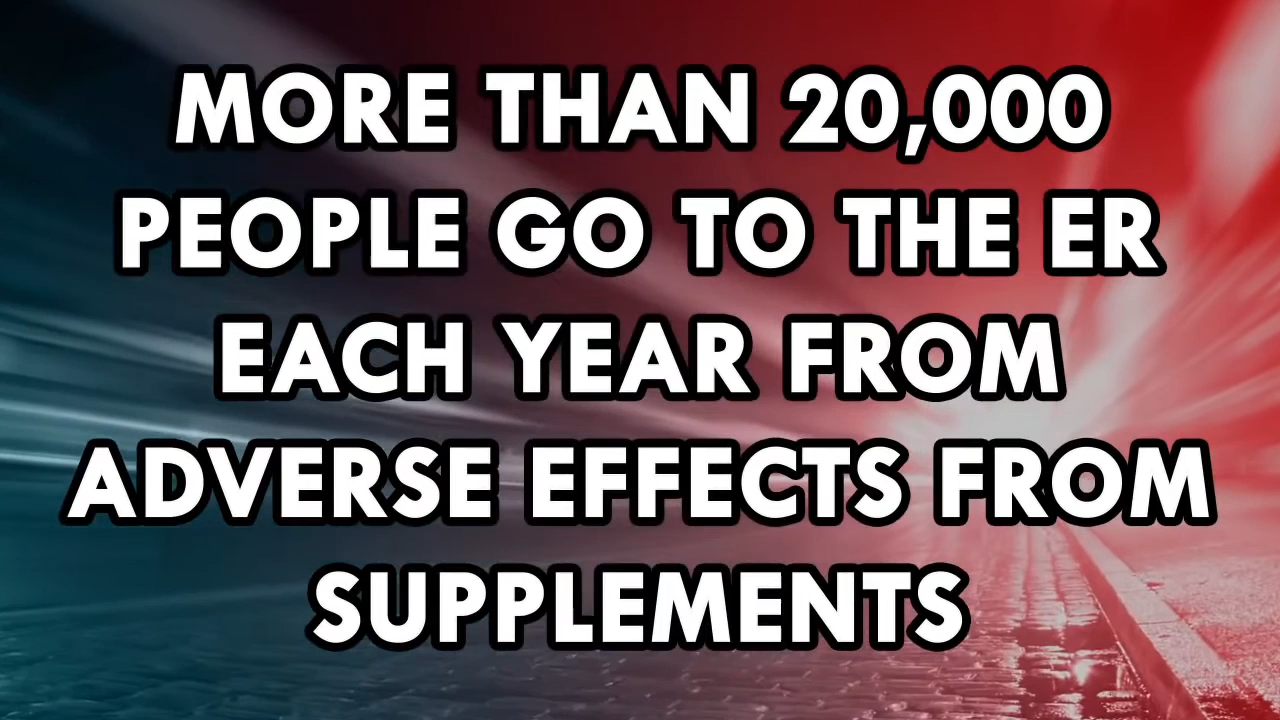 MORE THAN 20,000
PEOPLE GO TO THE ER
EACH YEAR FROM
ADVERSE EFFECTS FROM
SUPPLEMENTS